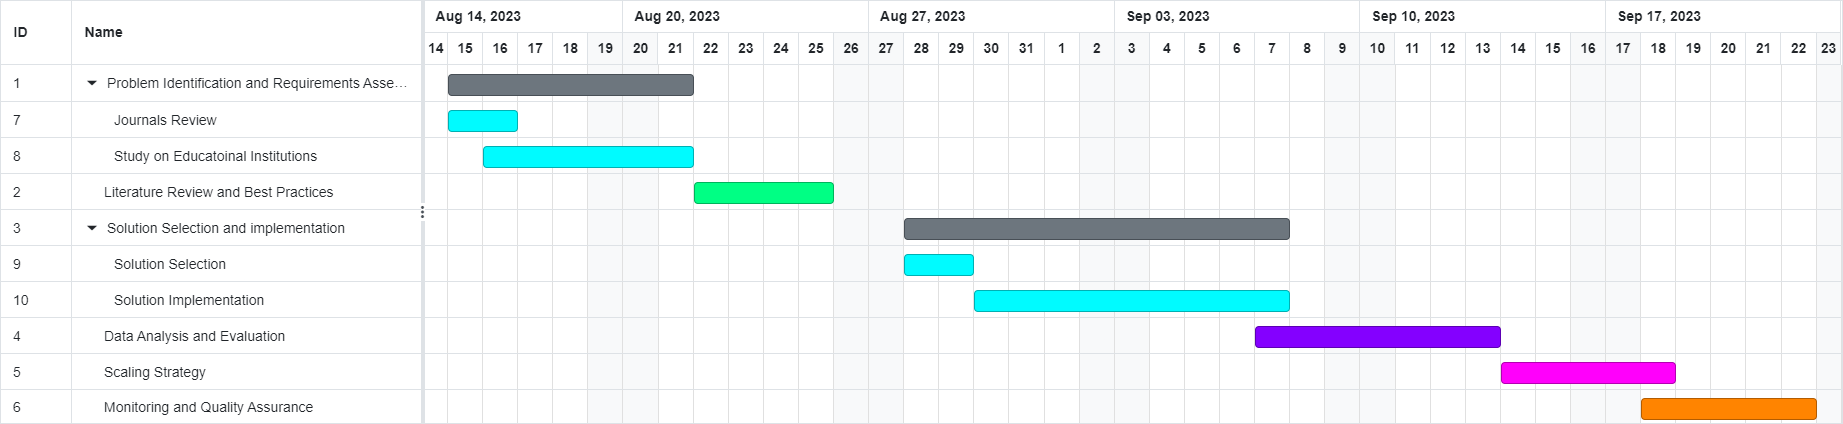 ID Name Aug 14, 2023 Aug 20, 2023 Aug 27, 2023 Sep 03, 2023 Sep 10, 2023 Sep 17, 2023
14 15 16 17 18 19 20 21 22 23 24 25 26 27 28 29 30 31 1 2 3 4 5 6 7 8 9 10 11 12 13 14 15 16 17 18 19 20 21 22 23
1 Problem Identification and Requirements Asse...
7 Journals Review
8 Study on Educatoinal Institutions
2 Literature Review and Best Practices
3 Solution Selection and implementation
9 Solution Selection
10 Solution Implementation
4 Data Analysis and Evaluation
5 Scaling Strategy
6 Monitoring and Quality Assurance